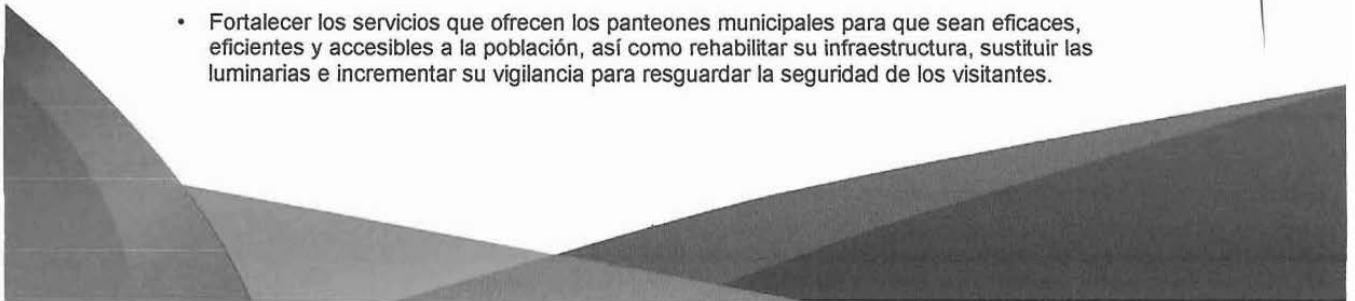 • Fortalecer los servicios que ofrecen los panteones municipales para que sean eficaces,
eficientes y accesibles a la población, así como rehabilitar su infraestructura, sustituir las
luminarias e incrementar su vigilancia para resguardar la seguridad de los visitantes.